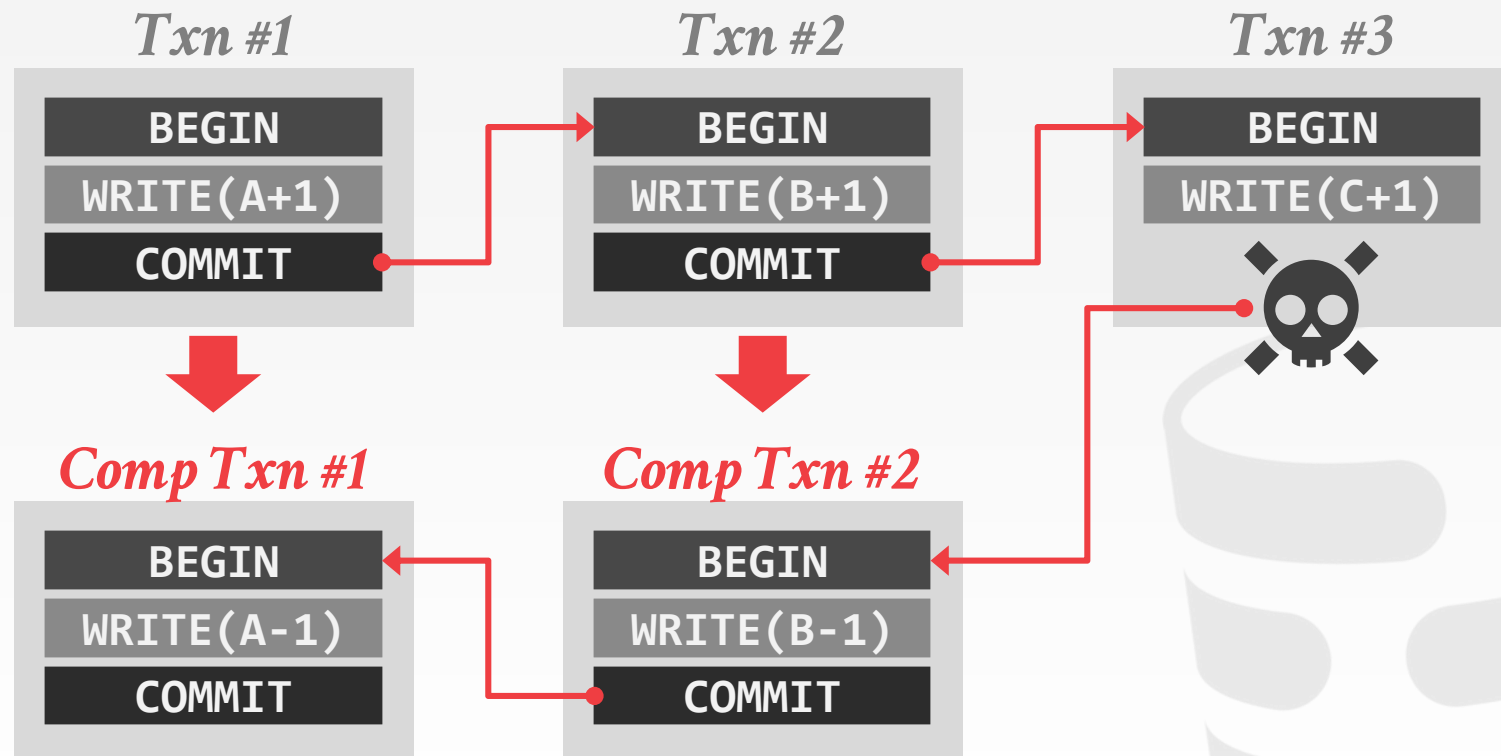 Txn #1
BEGIN
WRITE(A+1)
COMMIT
Txn #2
BEGIN
WRITE(B+1)
COMMIT
Txn #3
BEGIN
WRITE(C+1)
Comp Txn #1
BEGIN
WRITE(A-1)
COMMIT
Comp Txn #2
BEGIN
WRITE(B-1)
COMMIT